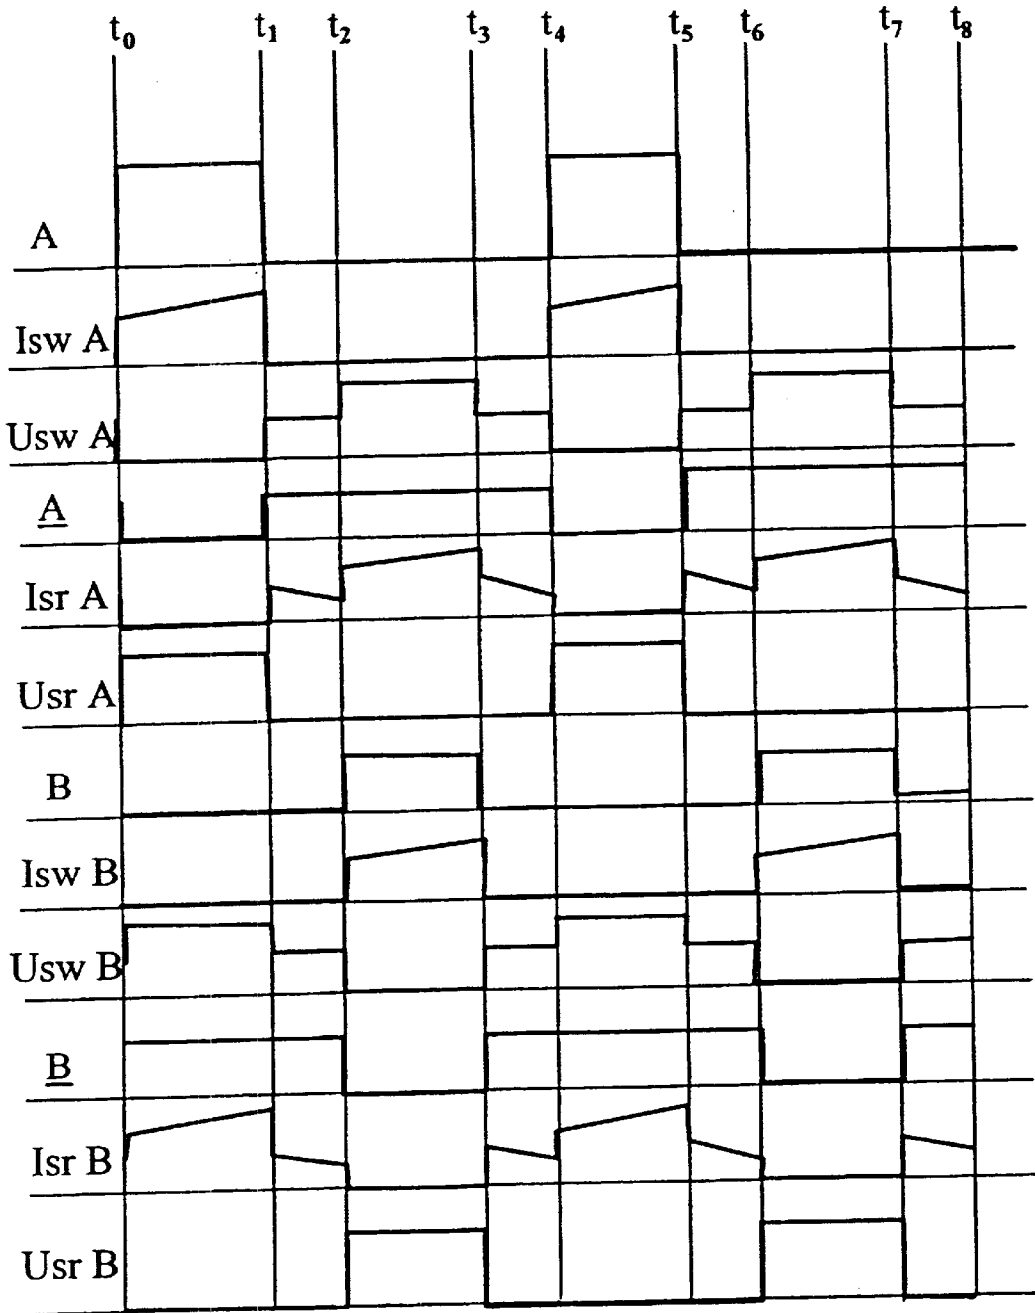 t0 t1 t2 t3 t4 t5 t6 t7 t8
A
Isw A
Usw A
A
Isr A
Usr A
B
Isw B
Usw B
B
Isr B
Usr B